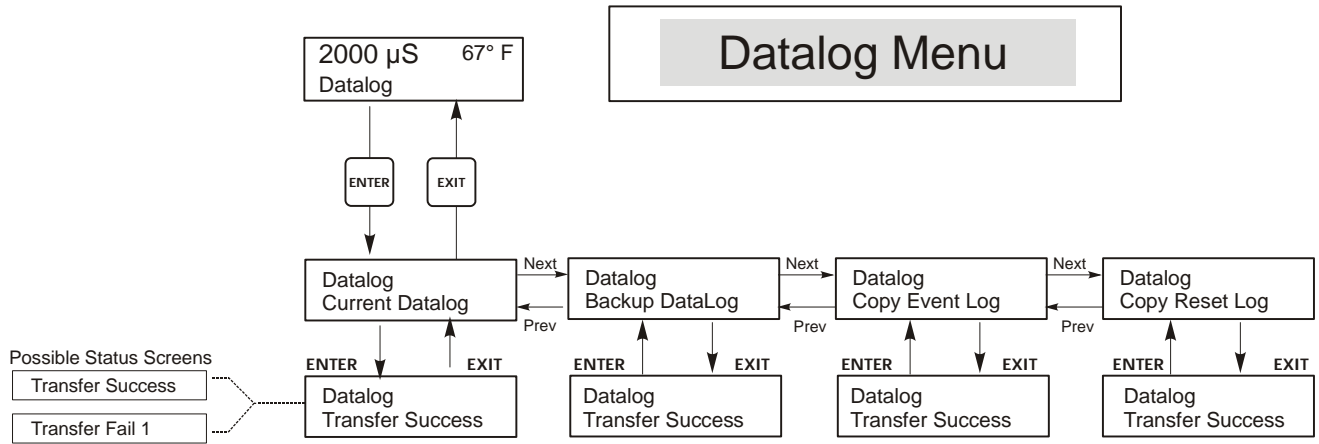 Datalog Menu
2000 µS 67° F
Datalog
ENTER EXIT
Datalog
Current Datalog
Next
Prev
Datalog
Backup DataLog
Next
Prev
Datalog
Copy Event Log
Next
Prev
Datalog
Copy Reset Log
Possible Status Screens
Transfer Success
Transfer Fail 1
ENTER EXIT
Datalog
Transfer Success
ENTER EXIT
Datalog
Transfer Success
ENTER EXIT
Datalog
Transfer Success
ENTER EXIT
Datalog
Transfer Success